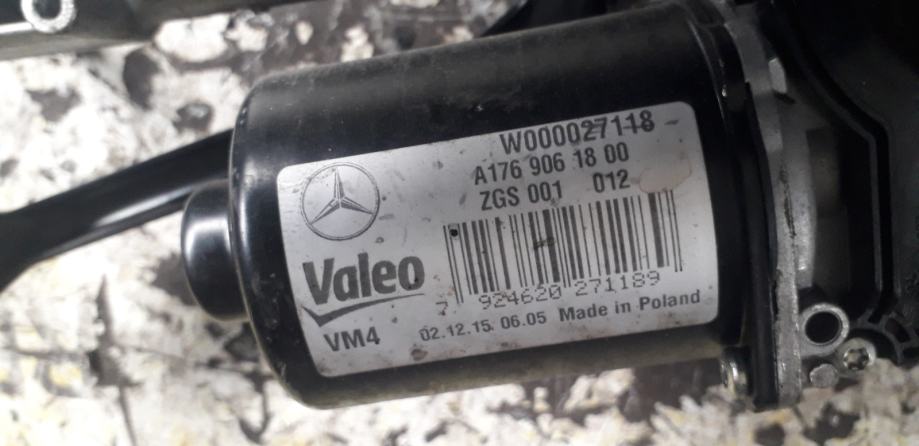 W000027118
A176 906 18 00
ZGS 001 012
Valeo
7 924620 271189
VM4
02.12.15. 06.05 Made in Poland